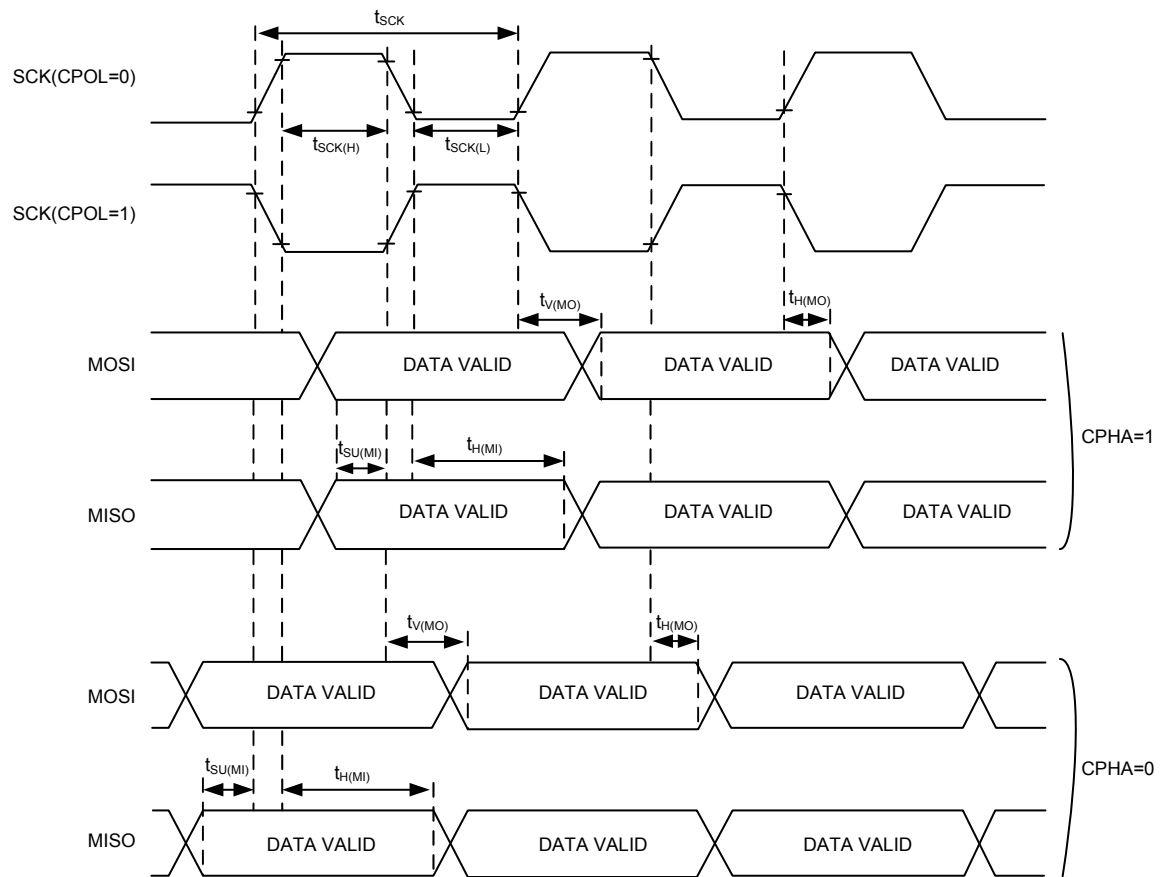 tSCK
SCK(CPOL=0)
tSCK(H)
tSCK(L)
SCK(CPOL=1)
tV(MO)
tH(MO)
MOSI
DATA VALID
DATA VALID
DATA VALID
CPHA=1
tSU(MI)
tH(MI)
MISO
DATA VALID
DATA VALID
DATA VALID
tV(MO)
tH(MO)
MOSI
DATA VALID
DATA VALID
DATA VALID
CPHA=0
tSU(MI)
tH(MI)
MISO
DATA VALID
DATA VALID
DATA VALID